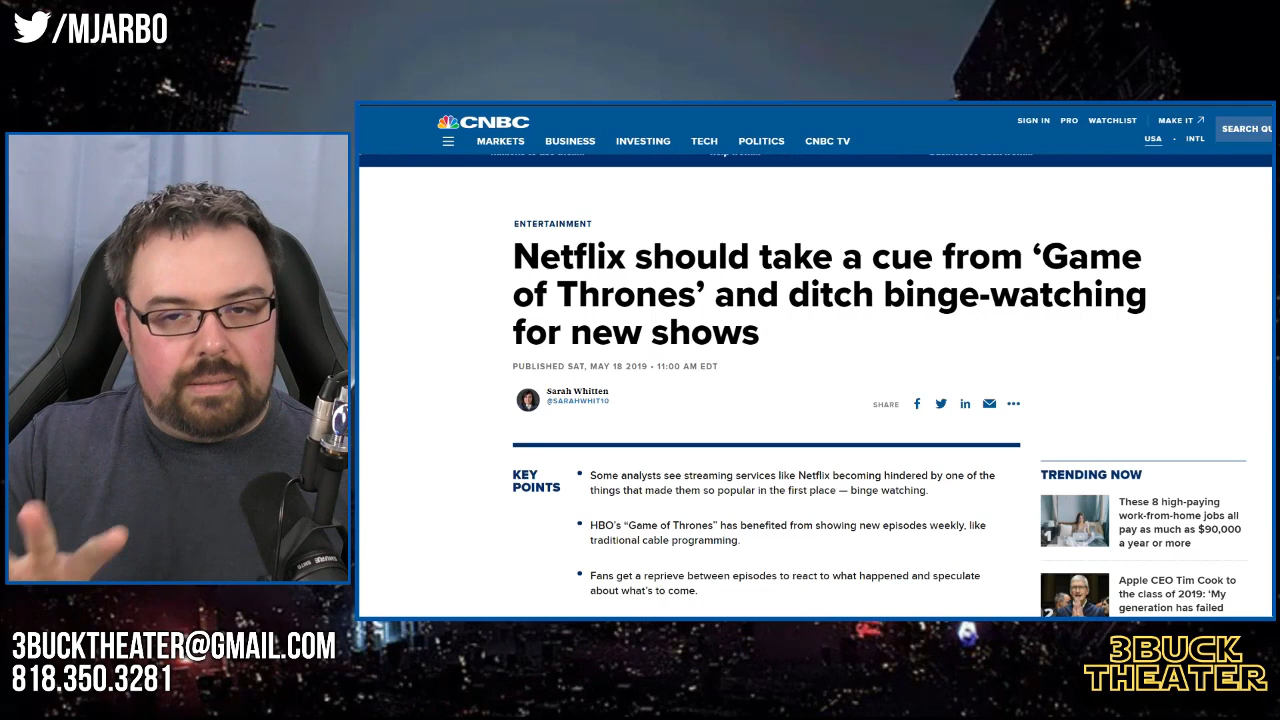 /MJARBO
CNBC
SIGN IN PRO WATCHLIST MAKE IT
USA · INTL
SEARCH QU
MARKETS BUSINESS INVESTING TECH POLITICS CNBC TV
ENTERTAINMENT
Netflix should take a cue from ‘Game
of Thrones’ and ditch binge-watching
for new shows
PUBLISHED SAT, MAY 18 2019 • 11:00 AM EDT
Sarah Whitten
@SARAHWHIT10
SHARE
KEY
POINTS
• Some analysts see streaming services like Netflix becoming hindered by one of the
things that made them so popular in the first place — binge watching.
• HBO’s “Game of Thrones” has benefited from showing new episodes weekly, like
traditional cable programming.
• Fans get a reprieve between episodes to react to what happened and speculate
about what’s to come.
TRENDING NOW
1
These 8 high-paying
work-from-home jobs all
pay as much as $90,000
a year or more
2
Apple CEO Tim Cook to
the class of 2019: ‘My
generation has failed
SHURE
3BUCKTHEATER@GMAIL.COM
818.350.3281
3BUCK
THEATER